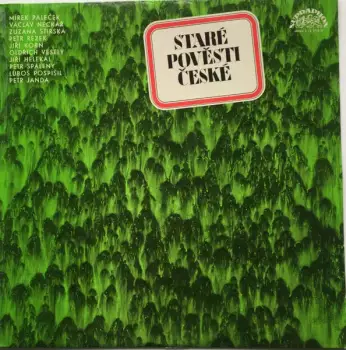 MIREK PALEČEK
VÁCLAV NECKÁŘ
ZUZANA STIRSKÁ
PETR REZEK
JIŘÍ KORN
OLDŘICH VESELÝ
JIŘÍ HELEKAL
PETR SPÁLENÝ
LUBOŠ POSPÍŠIL
PETR JANDA
STARÉ
POVĚSTI
ČESKÉ
SUPRAPHON